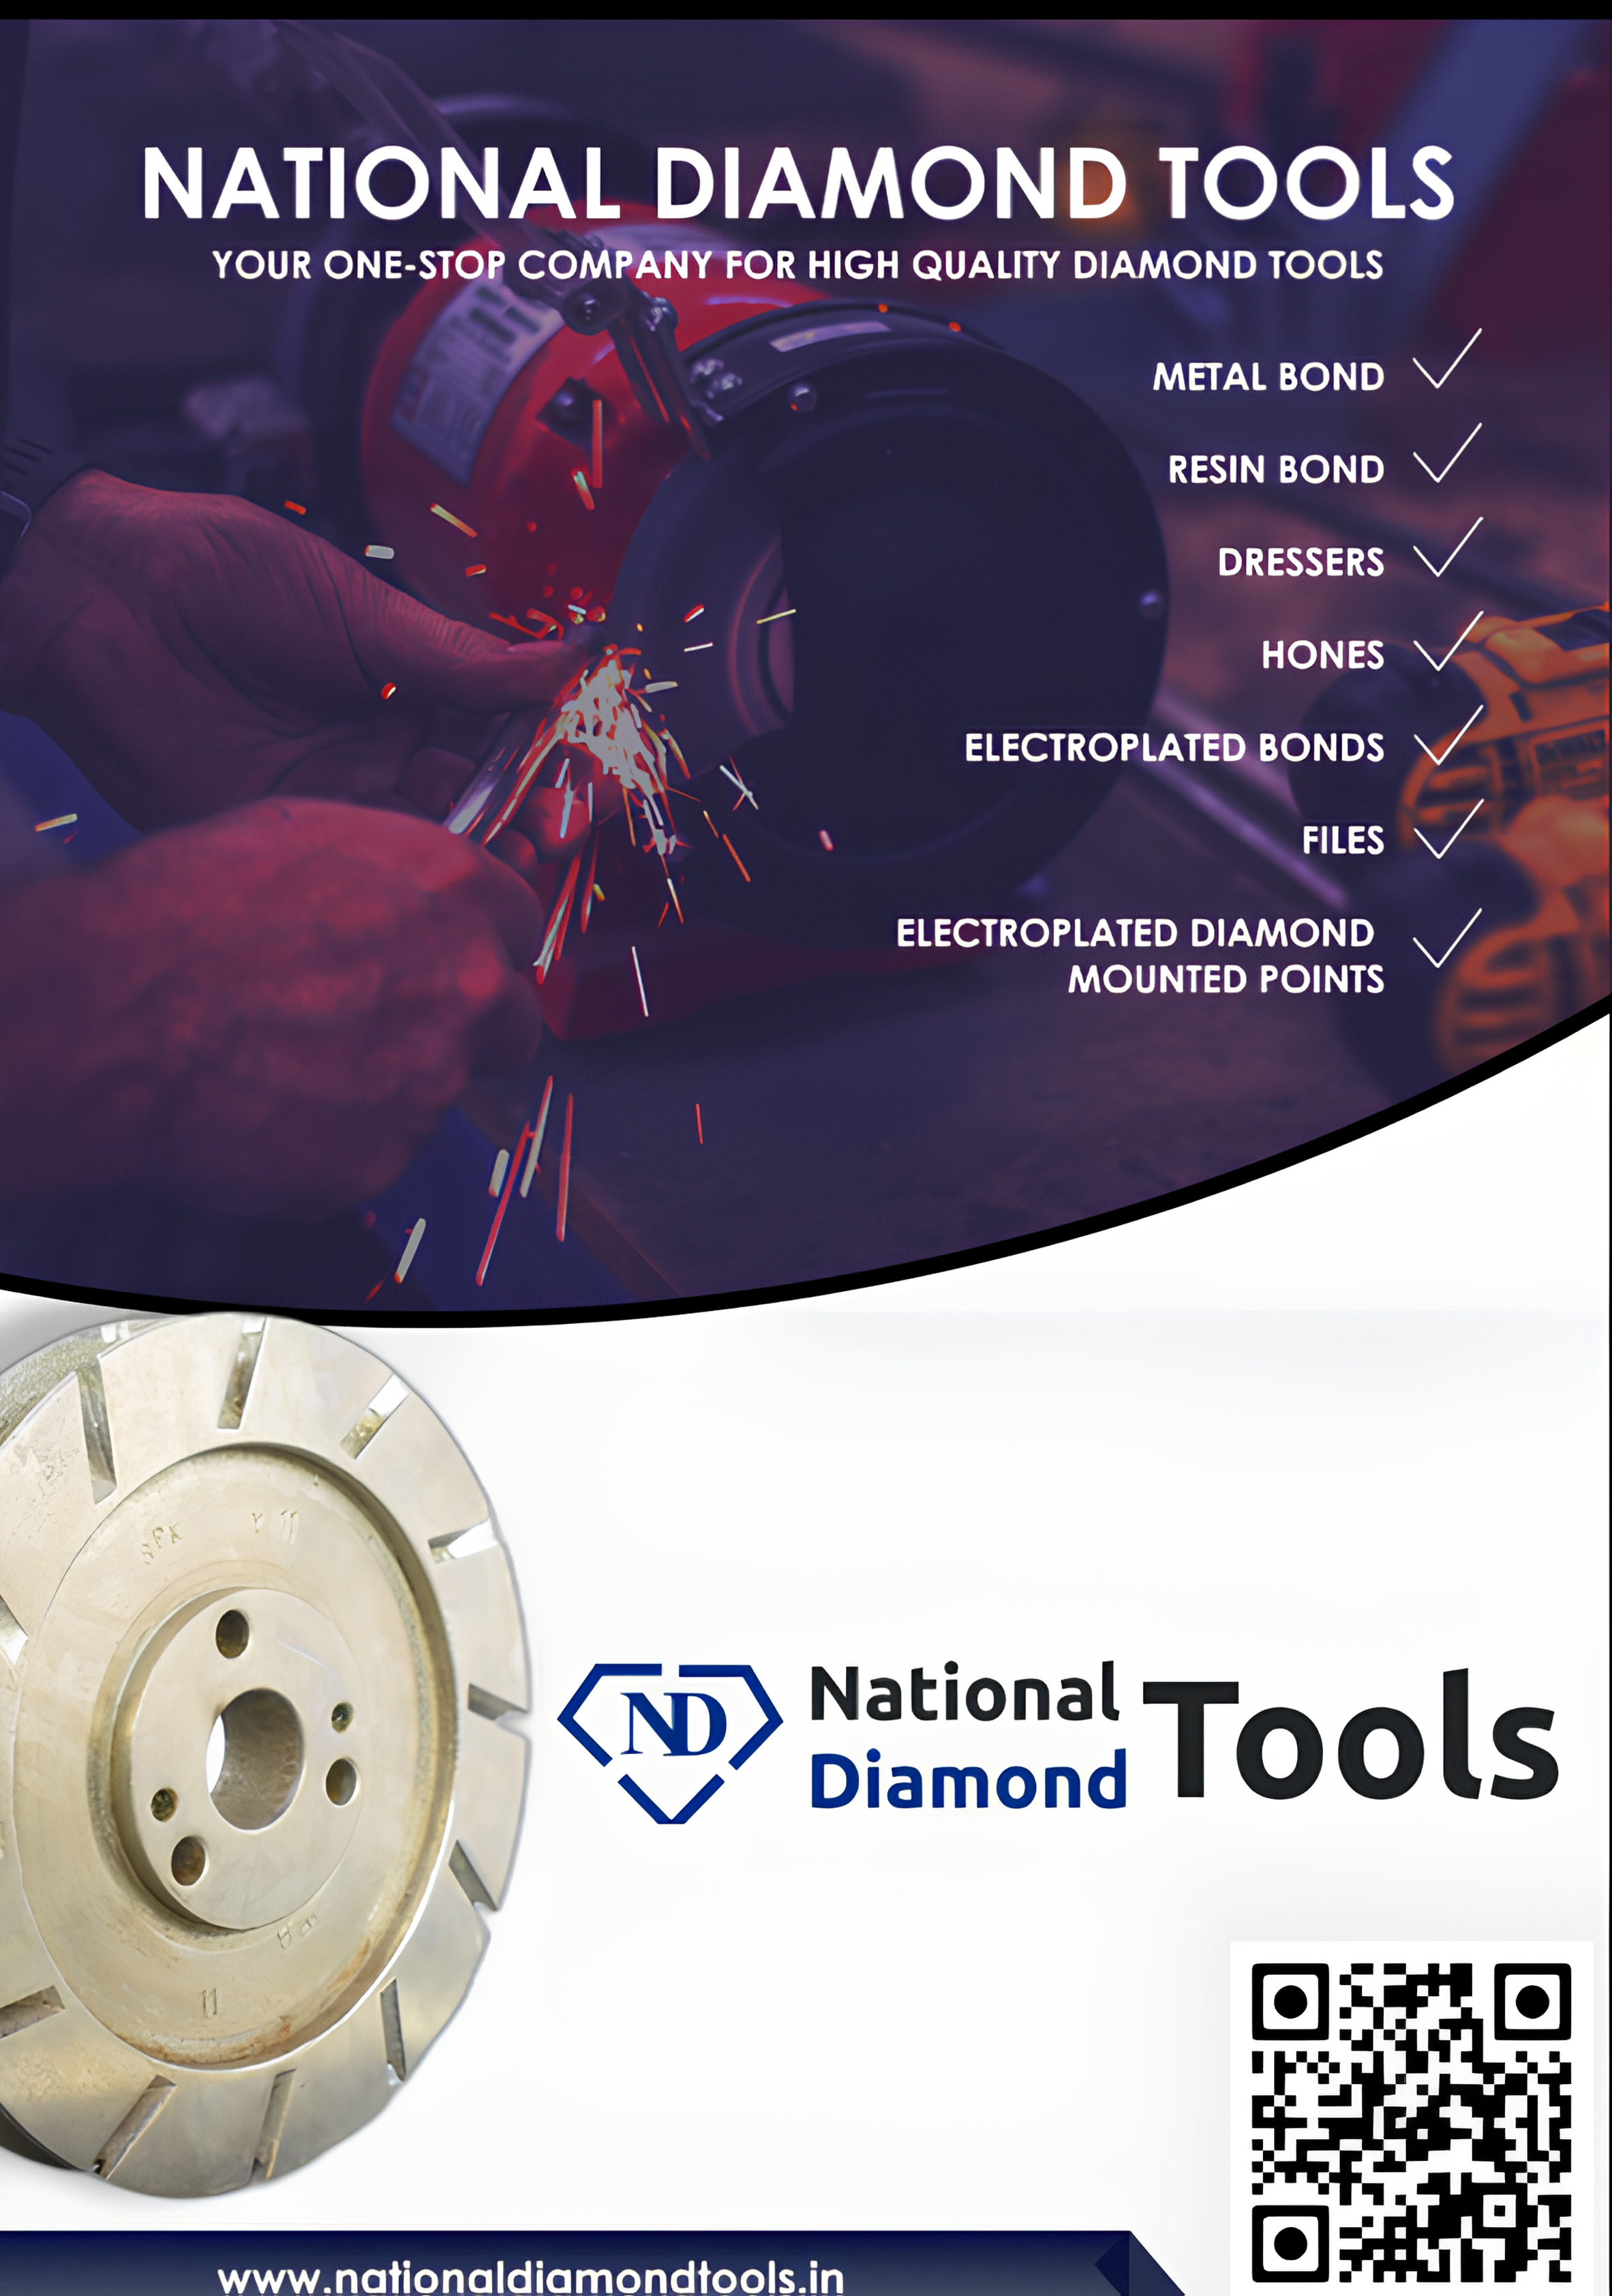 NATIONAL DIAMOND TOOLS
YOUR ONE-STOP COMPANY FOR HIGH QUALITY DIAMOND TOOLS
METAL BOND
RESIN BOND
DRESSERS
HONES
ELECTROPLATED BONDS
FILES
ELECTROPLATED DIAMOND
MOUNTED POINTS
ND
National
Diamond
Tools
www.nationaldiamondtools.in